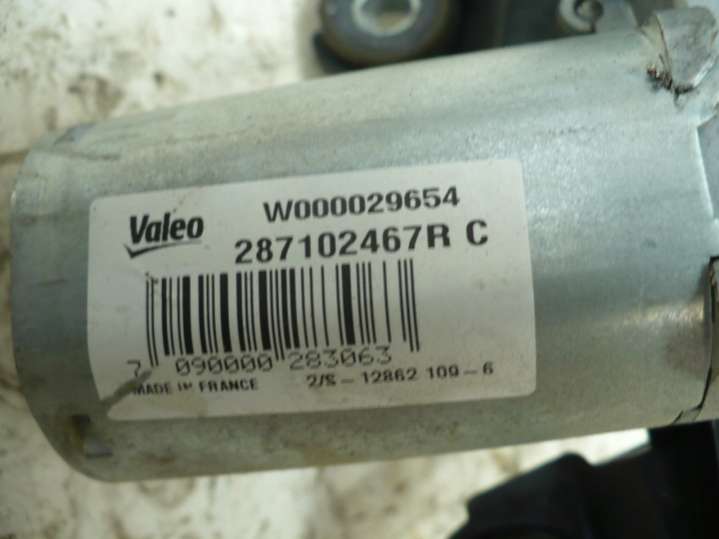 W000029654
Valeo
287102467R C
7 090000 283063
MADE IN FRANCE 2/S - 12862 109 - 6